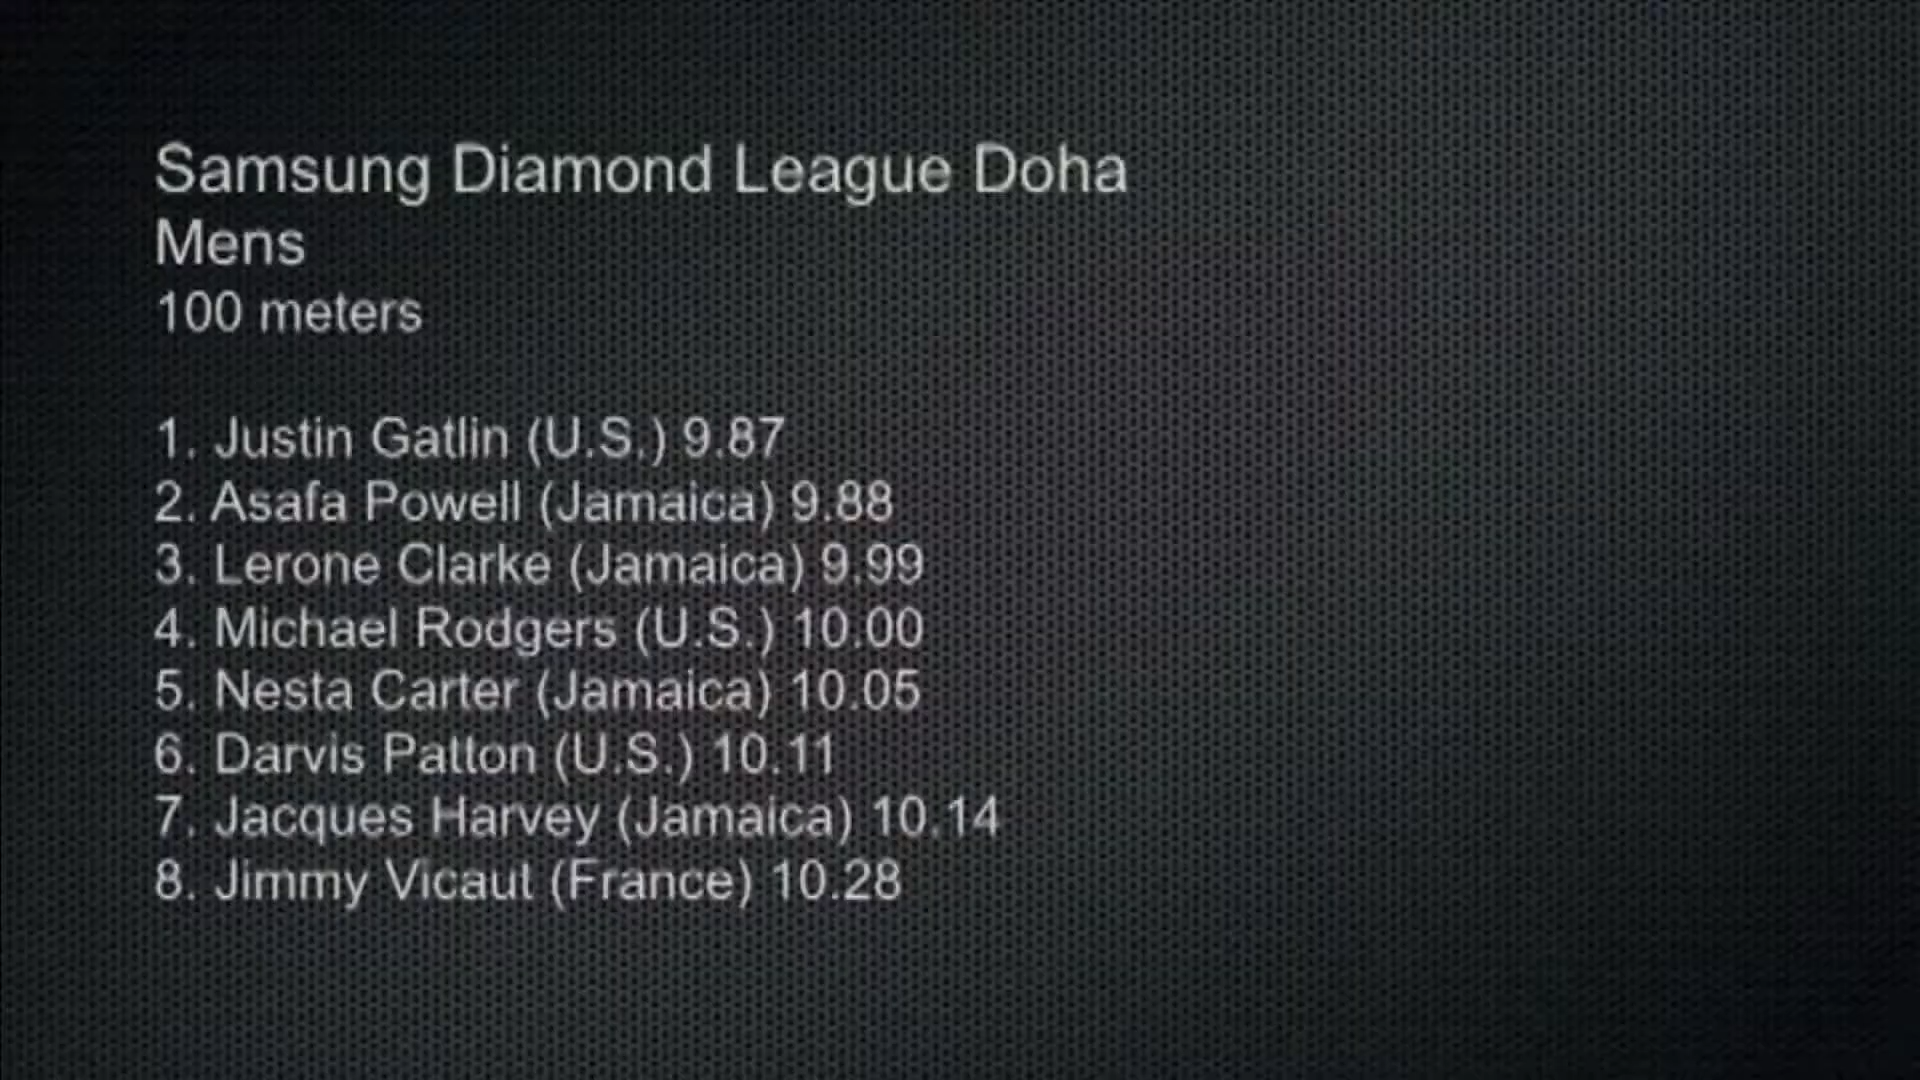 Samsung Diamond League Doha
Mens
100 meters
1. Justin Gatlin (U.S.) 9.87
2. Asafa Powell (Jamaica) 9.88
3. Lerone Clarke (Jamaica) 9.99
4. Michael Rodgers (U.S.) 10.00
5. Nesta Carter (Jamaica) 10.05
6. Darvis Patton (U.S.) 10.11
7. Jacques Harvey (Jamaica) 10.14
8. Jimmy Vicaut (France) 10.28